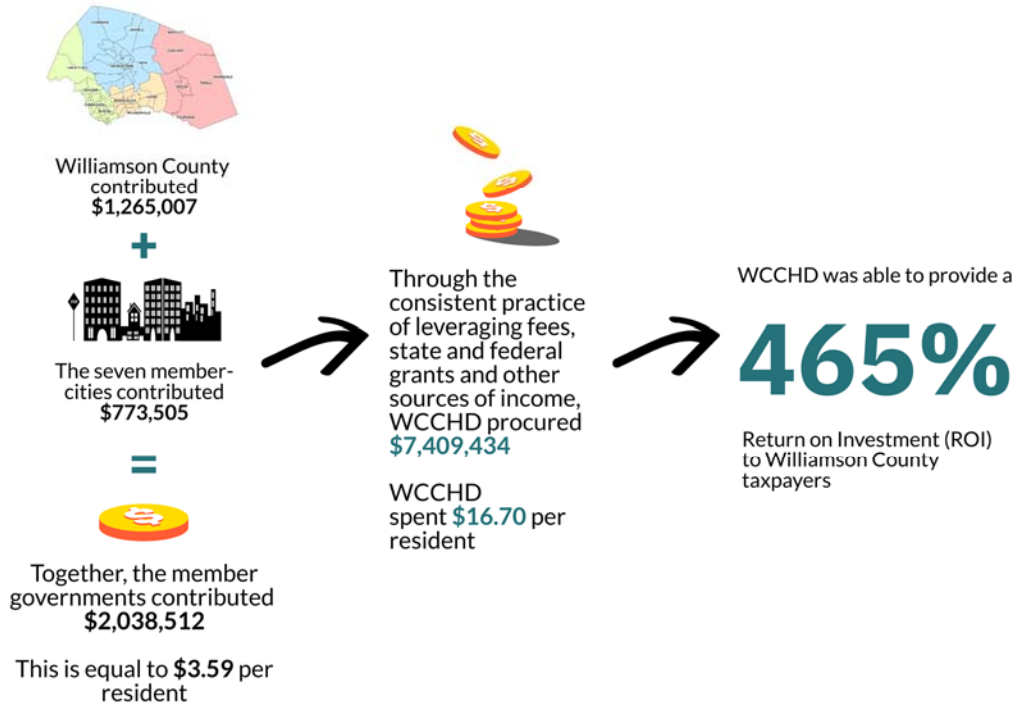 Williamson County
contributed
$1,265,007
+
The seven member-
cities contributed
$773,505
=
$
Together, the member
governments contributed
$2,038,512
This is equal to $3.59 per
resident
$
$
$
Through the
consistent practice
of leveraging fees,
state and federal
grants and other
sources of income,
WCCHD procured
$7,409,434
WCCHD
spent $16.70 per
resident
WCCHD was able to provide a
465%
Return on Investment (ROI)
to Williamson County
taxpayers